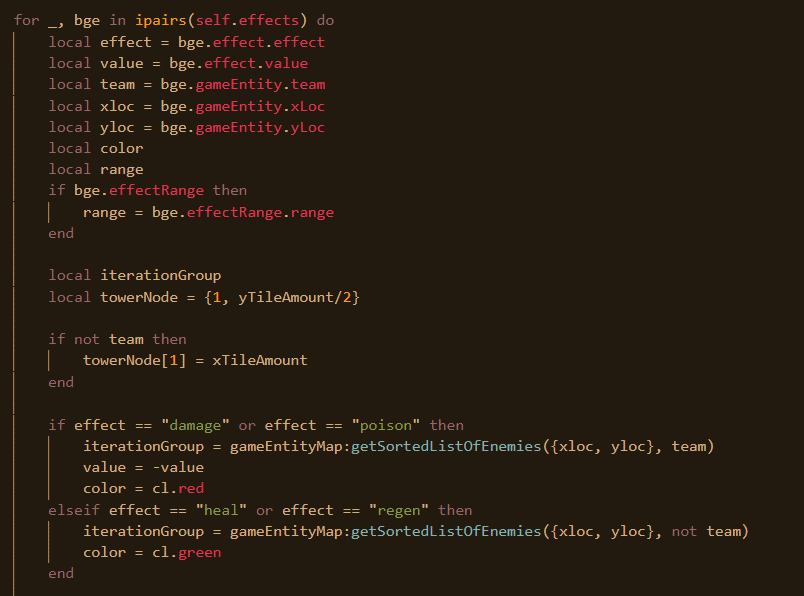 for _, bge in ipairs(self.effects) do
    local effect = bge.effect.effect
    local value = bge.effect.value
    local team = bge.gameEntity.team
    local xloc = bge.gameEntity.xLoc
    local yloc = bge.gameEntity.yLoc
    local color
    local range
    if bge.effectRange then
        range = bge.effectRange.range
    end

    local iterationGroup
    local towerNode = {1, yTileAmount/2}

    if not team then
        towerNode[1] = xTileAmount
    end

    if effect == "damage" or effect == "poison" then
        iterationGroup = gameEntityMap:getSortedListOfEnemies({xloc, yloc}, team)
        value = -value
        color = cl.red
    elseif effect == "heal" or effect == "regen" then
        iterationGroup = gameEntityMap:getSortedListOfEnemies({xloc, yloc}, not team)
        color = cl.green
    end